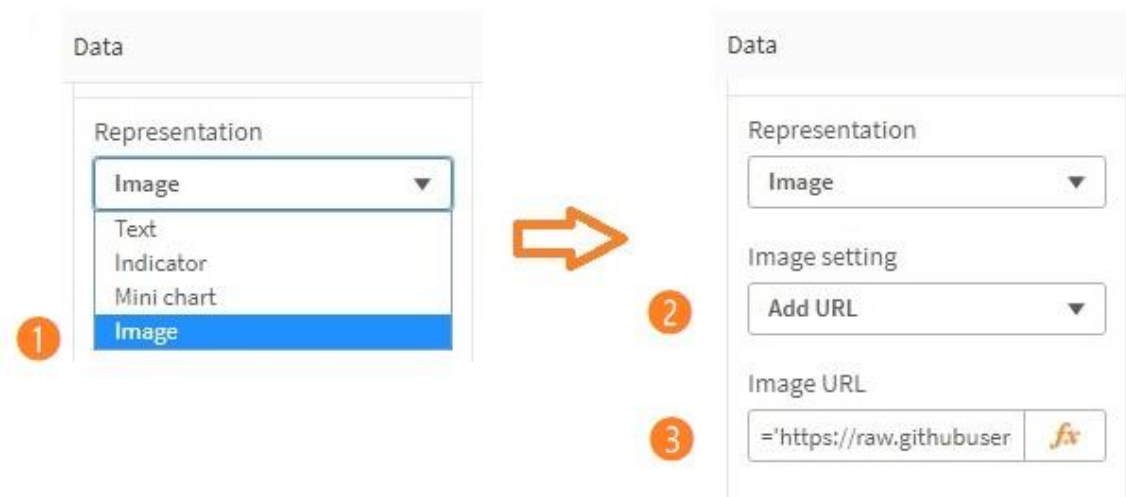 Data
Representation
Image
Text
Indicator
Mini chart
1
Image
Data
Representation
Image
Image setting
2
Add URL
Image URL
3
='https://raw.githubuser
fx